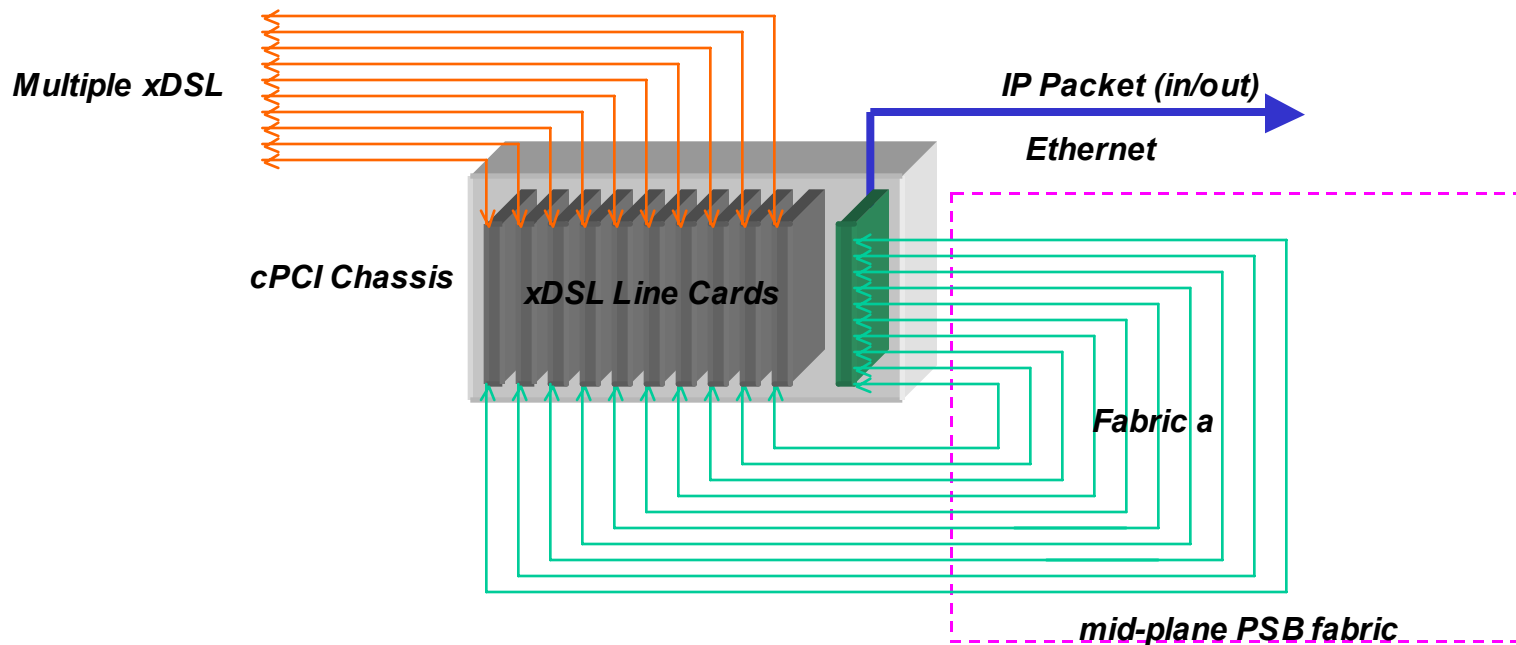 Multiple xDSL
IP Packet (in/out)
Ethernet
cPCI Chassis
xDSL Line Cards
Fabric a
mid-plane PSB fabric